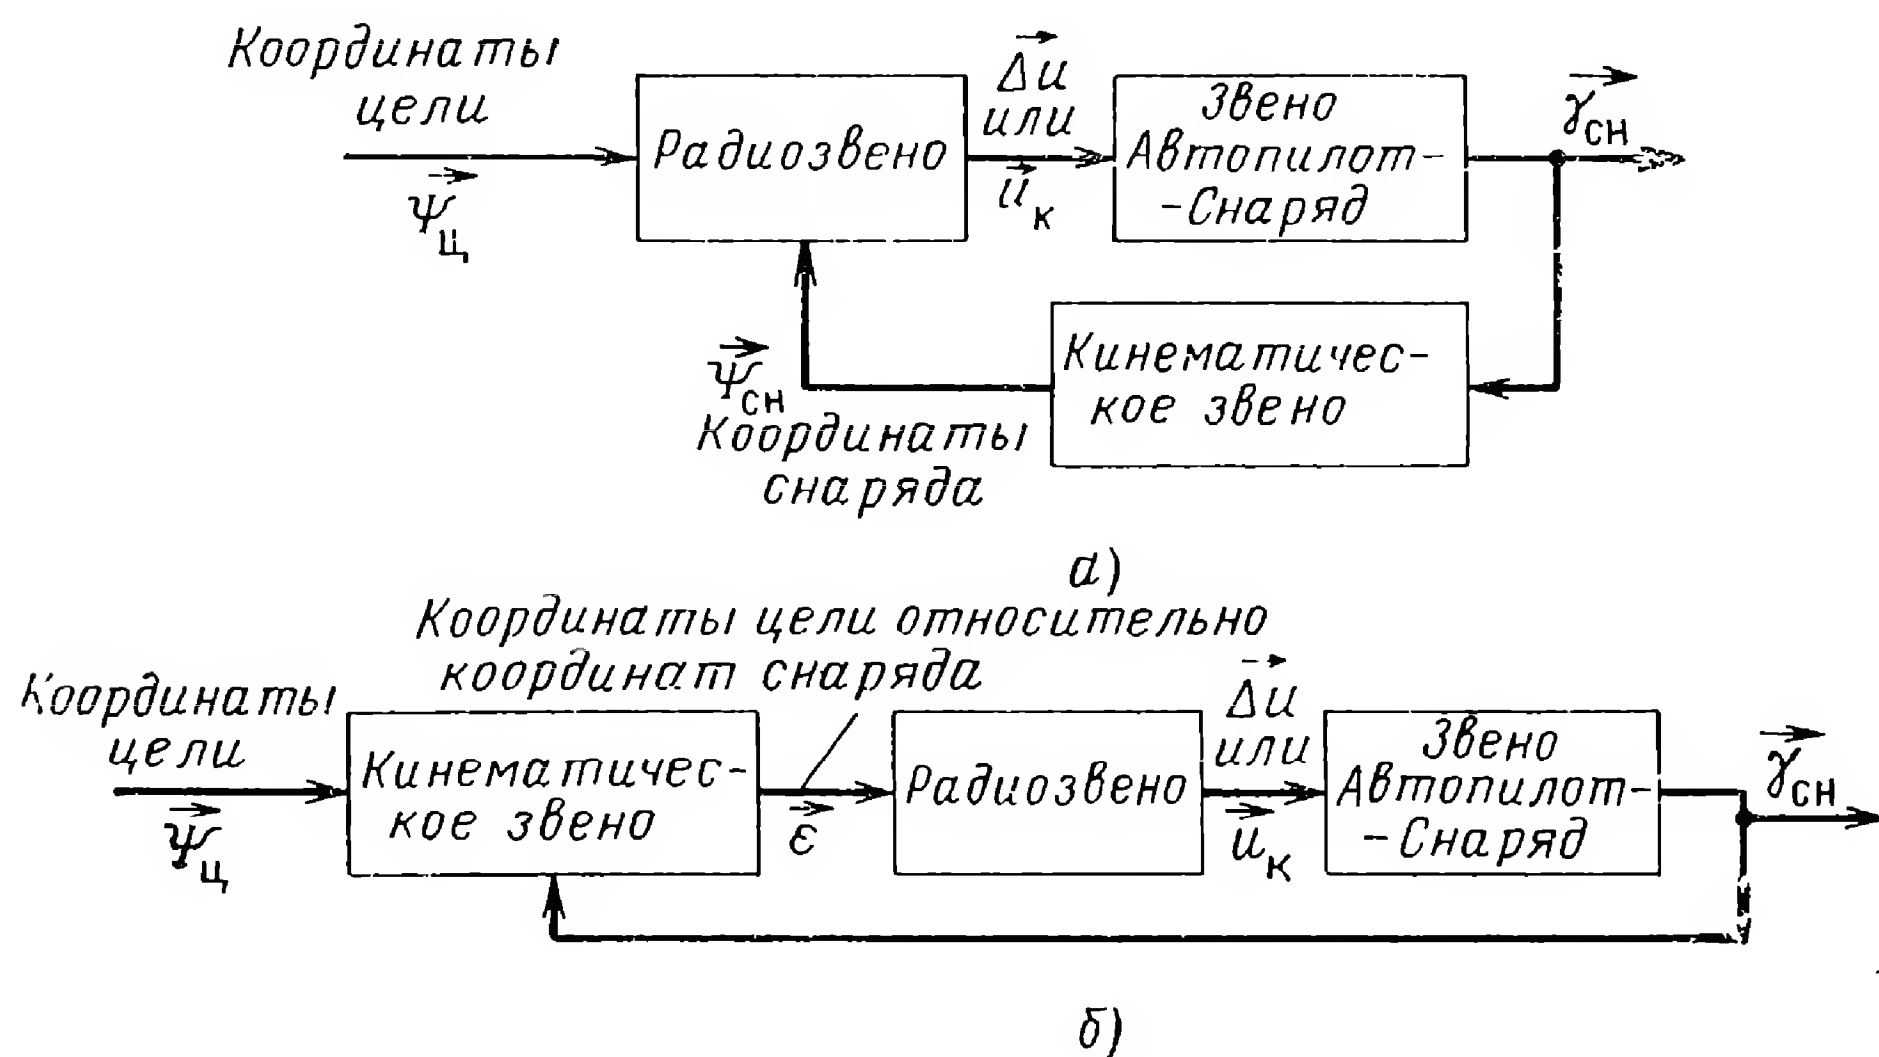 Координаты
цели
ψ⃗ц
Радиозвено
Δu⃗
или
u⃗к
Звено
Автопилот-
-Снаряд
γ⃗сн
Кинематичес-
кое звено
ψ⃗сн
Координаты
снаряда
а)
Координаты цели относительно
координат снаряда
Координаты
цели
ψ⃗ц
Кинематичес-
кое звено
ε⃗
Радиозвено
Δu⃗
или
u⃗к
Звено
Автопилот-
-Снаряд
γ⃗сн
б)